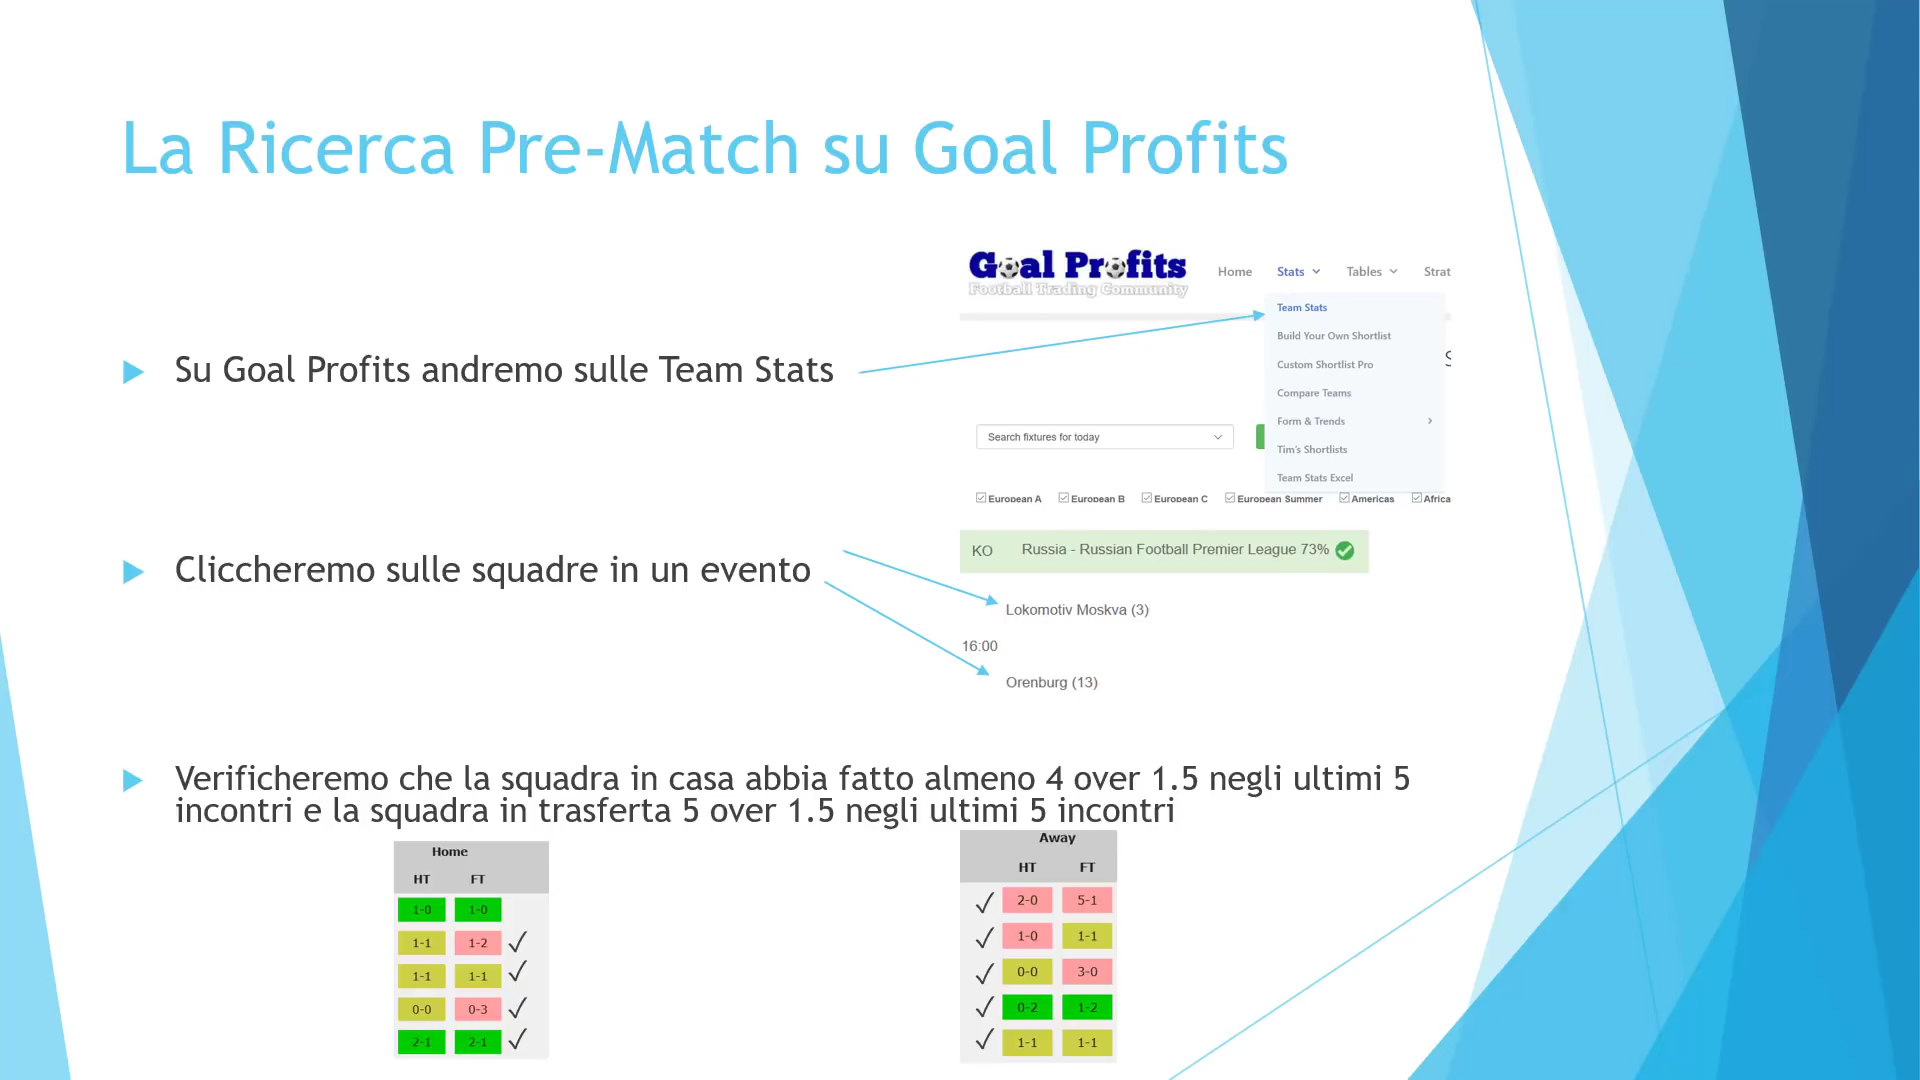 La Ricerca Pre-Match su Goal Profits
Goal Profits
Football Trading Community
Home Stats Tables Strat
Team Stats
Build Your Own Shortlist
Custom Shortlist Pro
Compare Teams
Form & Trends
Tim's Shortlists
Team Stats Excel
Su Goal Profits andremo sulle Team Stats
Search fixtures for today
European A European B European C European Summer Americas Africa
KO Russia - Russian Football Premier League 73%
Cliccheremo sulle squadre in un evento
Lokomotiv Moskva (3)
16:00
Orenburg (13)
Verificheremo che la squadra in casa abbia fatto almeno 4 over 1.5 negli ultimi 5
incontri e la squadra in trasferta 5 over 1.5 negli ultimi 5 incontri
Home
HT FT
1-0 1-0
1-1 1-2
1-1 1-1
0-0 0-3
2-1 2-1
Away
HT FT
2-0 5-1
1-0 1-1
0-0 3-0
0-2 1-2
1-1 1-1